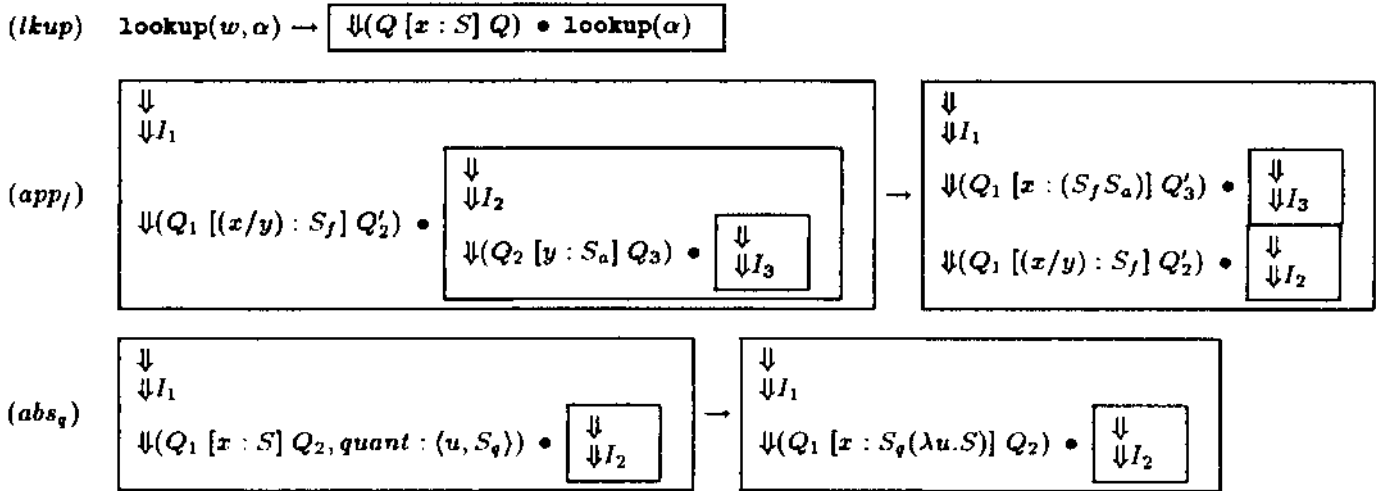 (lkup) lookup(w, α) → ⇓(Q [x : S] Q) • lookup(α)
⇓
⇓I₁
(app_f) ⇓(Q₁ [(x/y) : S_f] Q′₂) •
⇓
⇓I₂
⇓(Q₂ [y : S_a] Q₃) •
⇓
⇓I₃
→
⇓
⇓I₁
⇓(Q₁ [x : (S_f S_a)] Q′₃) •
⇓
⇓I₃
⇓(Q₁ [(x/y) : S_f] Q′₂) •
⇓
⇓I₂
⇓
⇓I₁
(abs_q) ⇓(Q₁ [x : S] Q₂, quant : ⟨u, S_q⟩) •
⇓
⇓I₂
→
⇓
⇓I₁
⇓(Q₁ [x : S_q(λu.S)] Q₂) •
⇓
⇓I₂